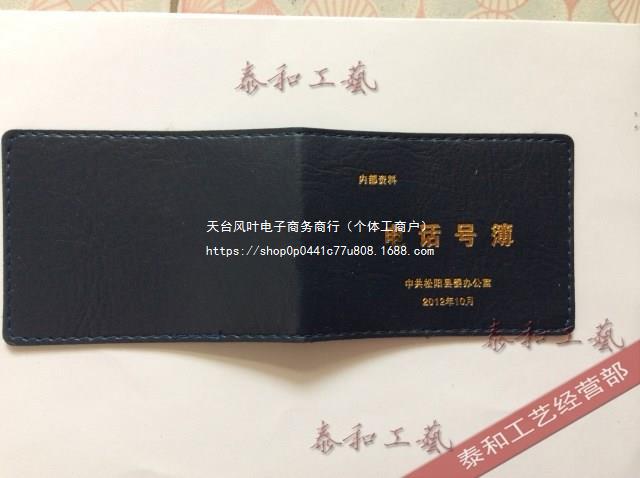 泰和工藝
内部资料
天台风叶电子商务商行（个体工商户）
电话号簿
https://shop0p0441c77u808.1688.com
中共松阳县委办公室
2012年10月
泰和工藝
泰和工藝
泰和工艺经营部